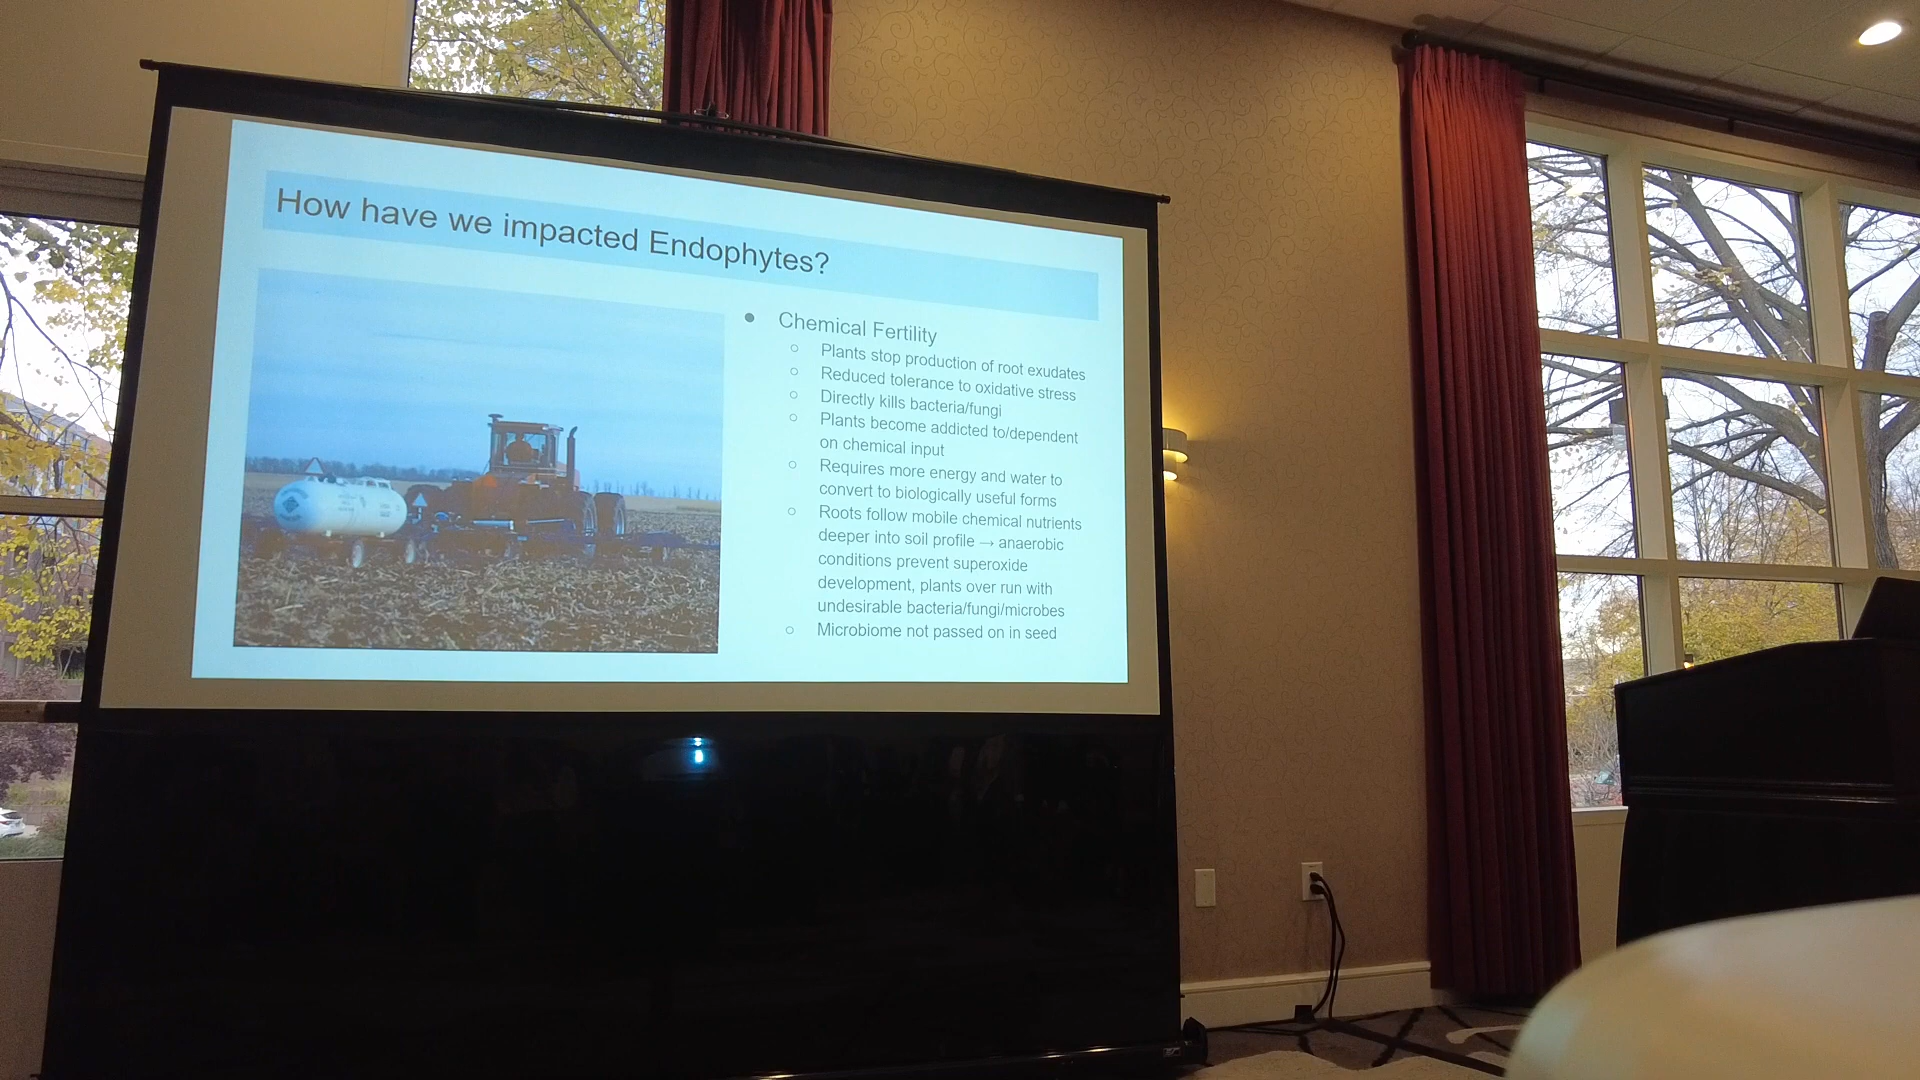 How have we impacted Endophytes?
● Chemical Fertility
○ Plants stop production of root exudates
○ Reduced tolerance to oxidative stress
○ Directly kills bacteria/fungi
○ Plants become addicted to/dependent
on chemical input
○ Requires more energy and water to
convert to biologically useful forms
○ Roots follow mobile chemical nutrients
deeper into soil profile → anaerobic
conditions prevent superoxide
development, plants over run with
undesirable bacteria/fungi/microbes
○ Microbiome not passed on in seed